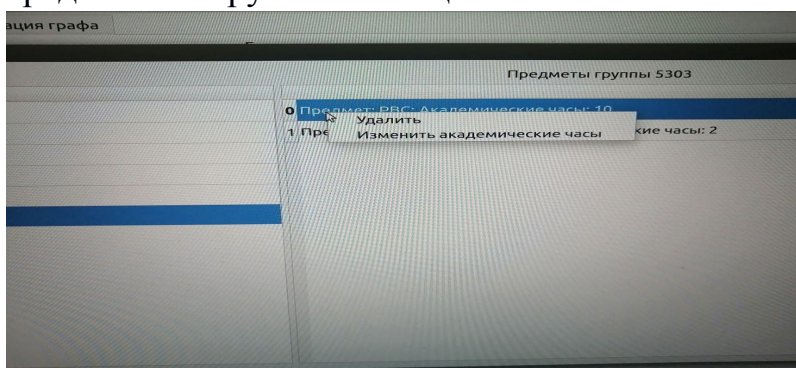 ация графа
Предметы группы 5303
0 Предмет: РВС: Академические часы: 10
Удалить
1 Пре
Изменить академические часы
кие часы: 2